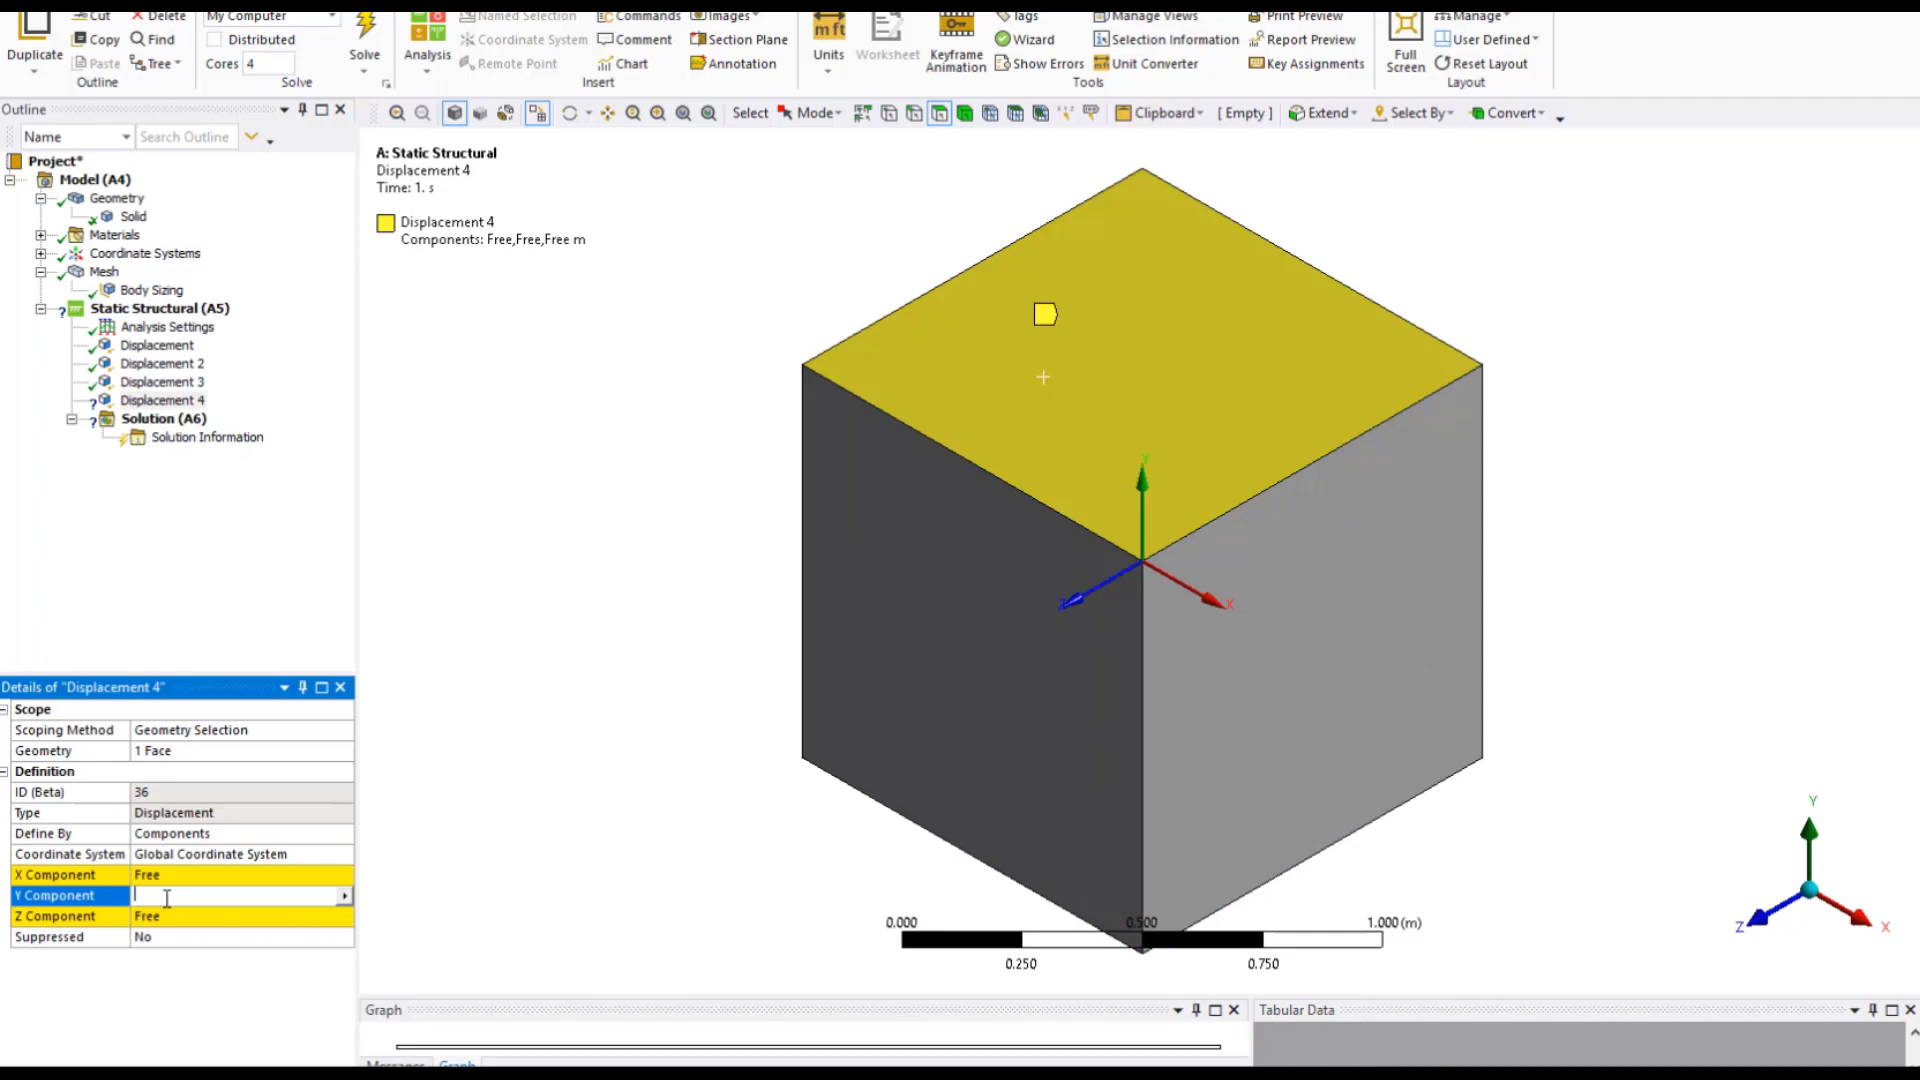 Cut
Delete
My Computer
Named Selection
Commands
Images
Tags
Manage Views
Print Preview
Manage
Duplicate
Copy
Find
Distributed
Solve
Analysis
Coordinate System
Comment
Section Plane
Units
Worksheet
Keyframe
Animation
Wizard
Selection Information
Report Preview
Full
Screen
User Defined
Paste
Tree
Cores 4
Remote Point
Chart
Annotation
Show Errors
Unit Converter
Key Assignments
Reset Layout
Outline
Solve
Insert
Tools
Layout
Outline
Select
Mode
Clipboard
[ Empty ]
Extend
Select By
Convert
Name
Search Outline
Project*
Model (A4)
Geometry
Solid
Materials
Coordinate Systems
Mesh
Body Sizing
Static Structural (A5)
Analysis Settings
Displacement
Displacement 2
Displacement 3
Displacement 4
Solution (A6)
Solution Information
A: Static Structural
Displacement 4
Time: 1. s
Displacement 4
Components: Free,Free,Free m
Y
Z
X
Details of "Displacement 4"
Scope
Scoping Method Geometry Selection
Geometry 1 Face
Definition
ID (Beta) 36
Type Displacement
Define By Components
Coordinate System Global Coordinate System
X Component Free
Y Component
Z Component Free
Suppressed No
0.000 0.500 1.000 (m)
0.250 0.750
Y
Z
X
Graph
Tabular Data
Messages
Graph